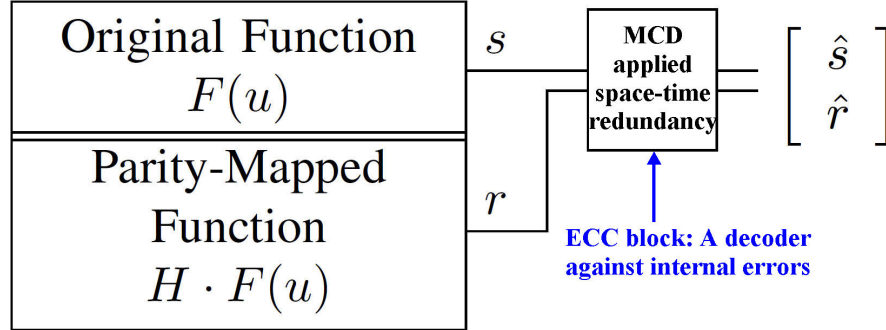 Original Function
F(u)
Parity-Mapped
Function
H · F(u)
s
r
MCD
applied
space-time
redundancy
ŝ
r̂
ECC block: A decoder
against internal errors